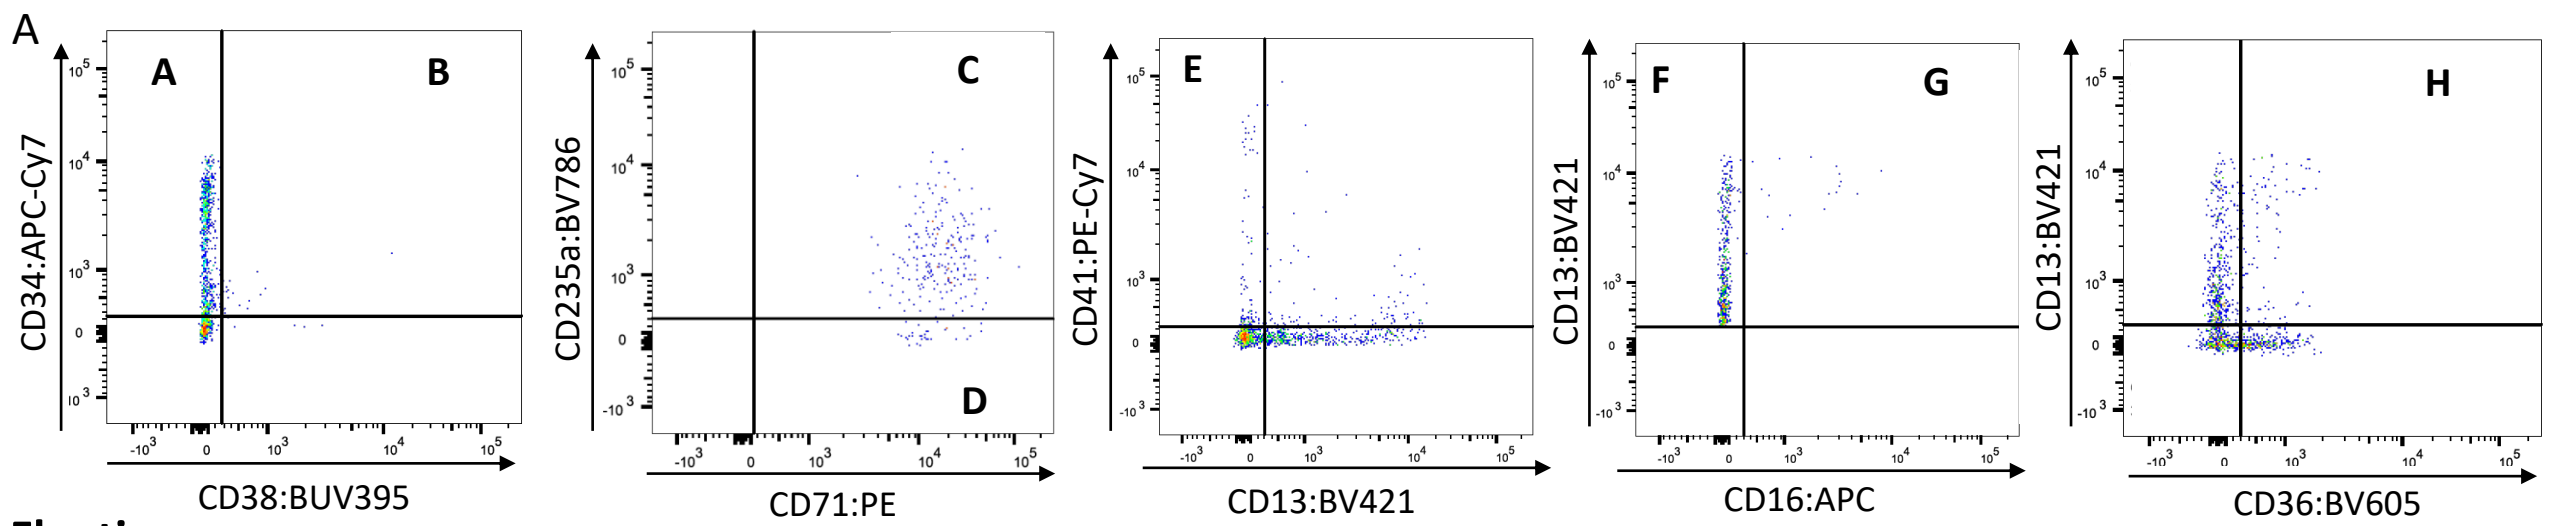 A
A B
CD34:APC-Cy7
10^5
10^4
10^3
0
10^3
-10^3 0 10^3 10^4 10^5
CD38:BUV395
C
D
CD235a:BV786
10^5
10^4
10^3
0
-10^3
-10^3 0 10^3 10^4 10^5
CD71:PE
E
CD41:PE-Cy7
10^5
10^4
10^3
0
-10^3
-10^3 0 10^3 10^4 10^5
CD13:BV421
F G
CD13:BV421
10^5
10^4
10^3
0
-10^3
-10^3 0 10^3 10^4 10^5
CD16:APC
H
CD13:BV421
10^5
10^4
10^3
0
-10^3
-10^3 0 10^3 10^4 10^5
CD36:BV605